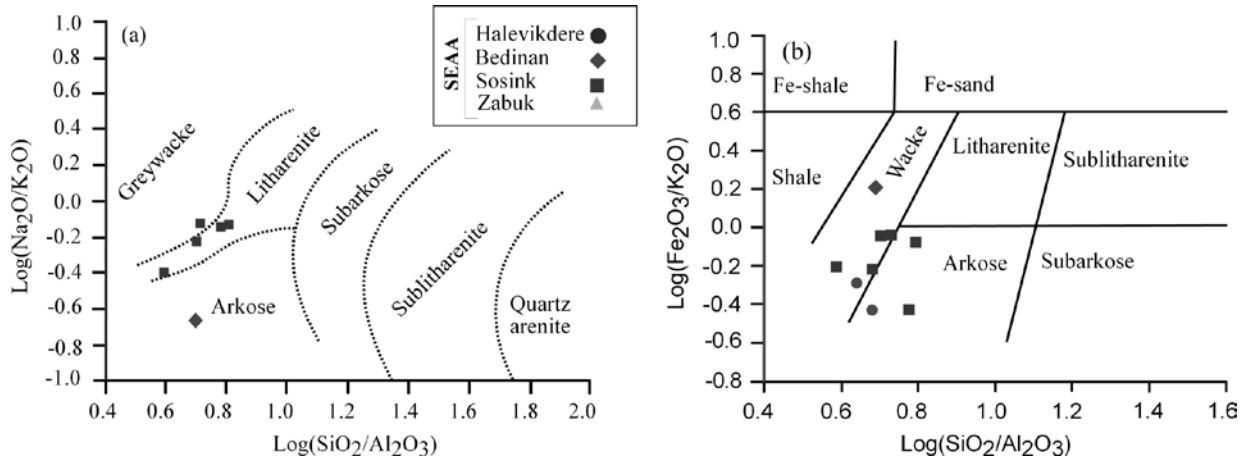 (a)
SEAA
Halevikdere
Bedinan
Sosink
Zabuk
1.0
0.8
0.6
0.4
0.2
0.0
-0.2
-0.4
-0.6
-0.8
-1.0
Log(Na₂O/K₂O)
Greywacke
Litharenite
Subarkose
Sublitharenite
Arkose
Quartz
arenite
0.4 0.6 0.8 1.0 1.2 1.4 1.6 1.8 2.0
Log(SiO₂/Al₂O₃)
(b)
1.0
0.8
0.6
0.4
0.2
0.0
-0.2
-0.4
-0.6
-0.8
Log(Fe₂O₃/K₂O)
Fe-shale
Fe-sand
Shale
Wacke
Litharenite
Sublitharenite
Arkose
Subarkose
0.4 0.6 0.8 1.0 1.2 1.4 1.6
Log(SiO₂/Al₂O₃)